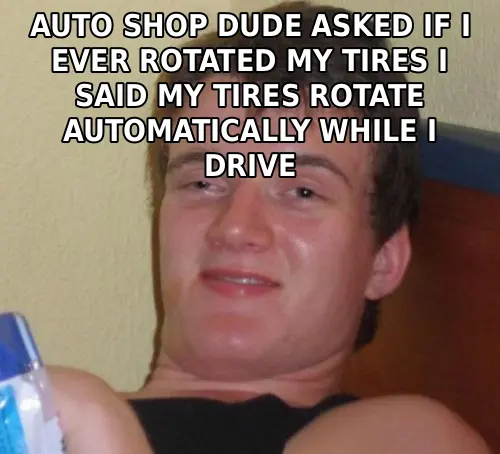 AUTO SHOP DUDE ASKED IF I
EVER ROTATED MY TIRES I
SAID MY TIRES ROTATE
AUTOMATICALLY WHILE I
DRIVE